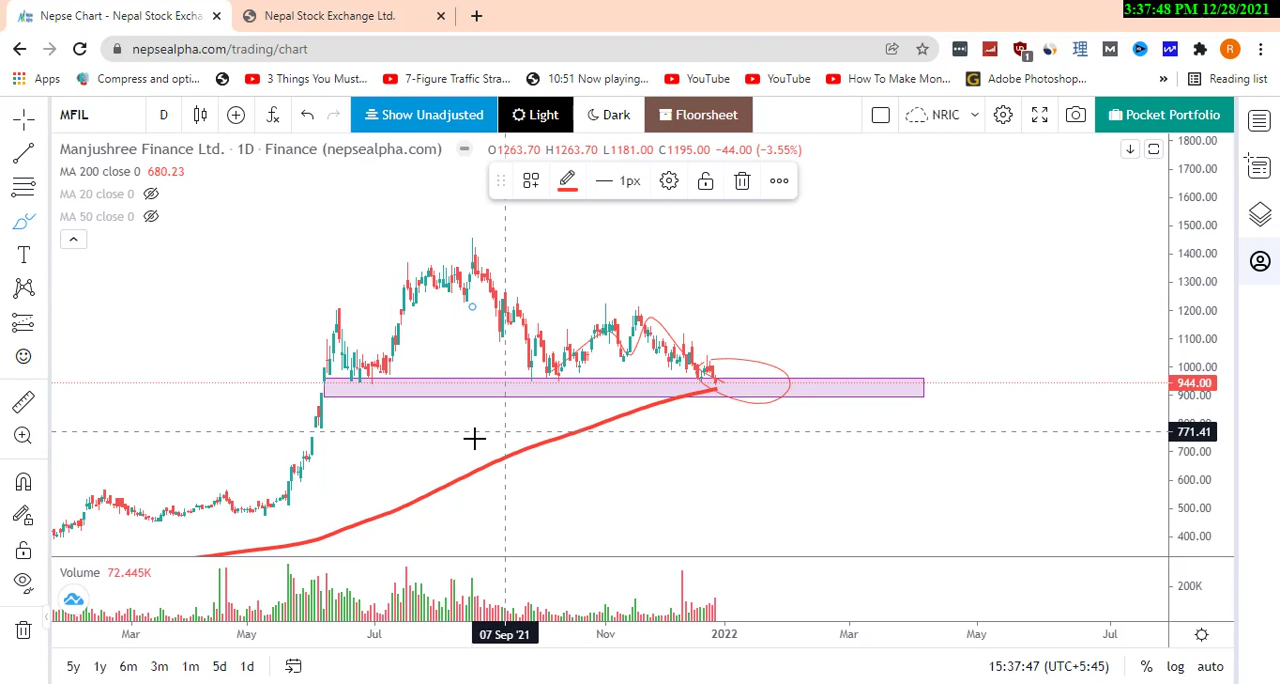 3:37:48 PM 12/28/2021
Nepse Chart - Nepal Stock Excha
Nepal Stock Exchange Ltd.
nepsealpha.com/trading/chart
R
Apps
Compress and opti...
3 Things You Must...
7-Figure Traffic Stra...
10:51 Now playing...
YouTube
YouTube
How To Make Mon...
Adobe Photoshop...
»
Reading list
MFIL
D
Show Unadjusted
Light
Dark
Floorsheet
NRIC
Pocket Portfolio
Manjushree Finance Ltd. · 1D · Finance (nepsealpha.com)
O1263.70 H1263.70 L1181.00 C1195.00 −44.00 (−3.55%)
MA 200 close 0 680.23
MA 20 close 0
MA 50 close 0
1px
1800.00
1700.00
1600.00
1500.00
1400.00
1300.00
1200.00
1100.00
1000.00
944.00
900.00
771.41
700.00
600.00
500.00
400.00
Volume 72.445K
200K
Mar
May
Jul
07 Sep '21
Nov
2022
Mar
May
Jul
5y 1y 6m 3m 1m 5d 1d
15:37:47 (UTC+5:45)
% log auto